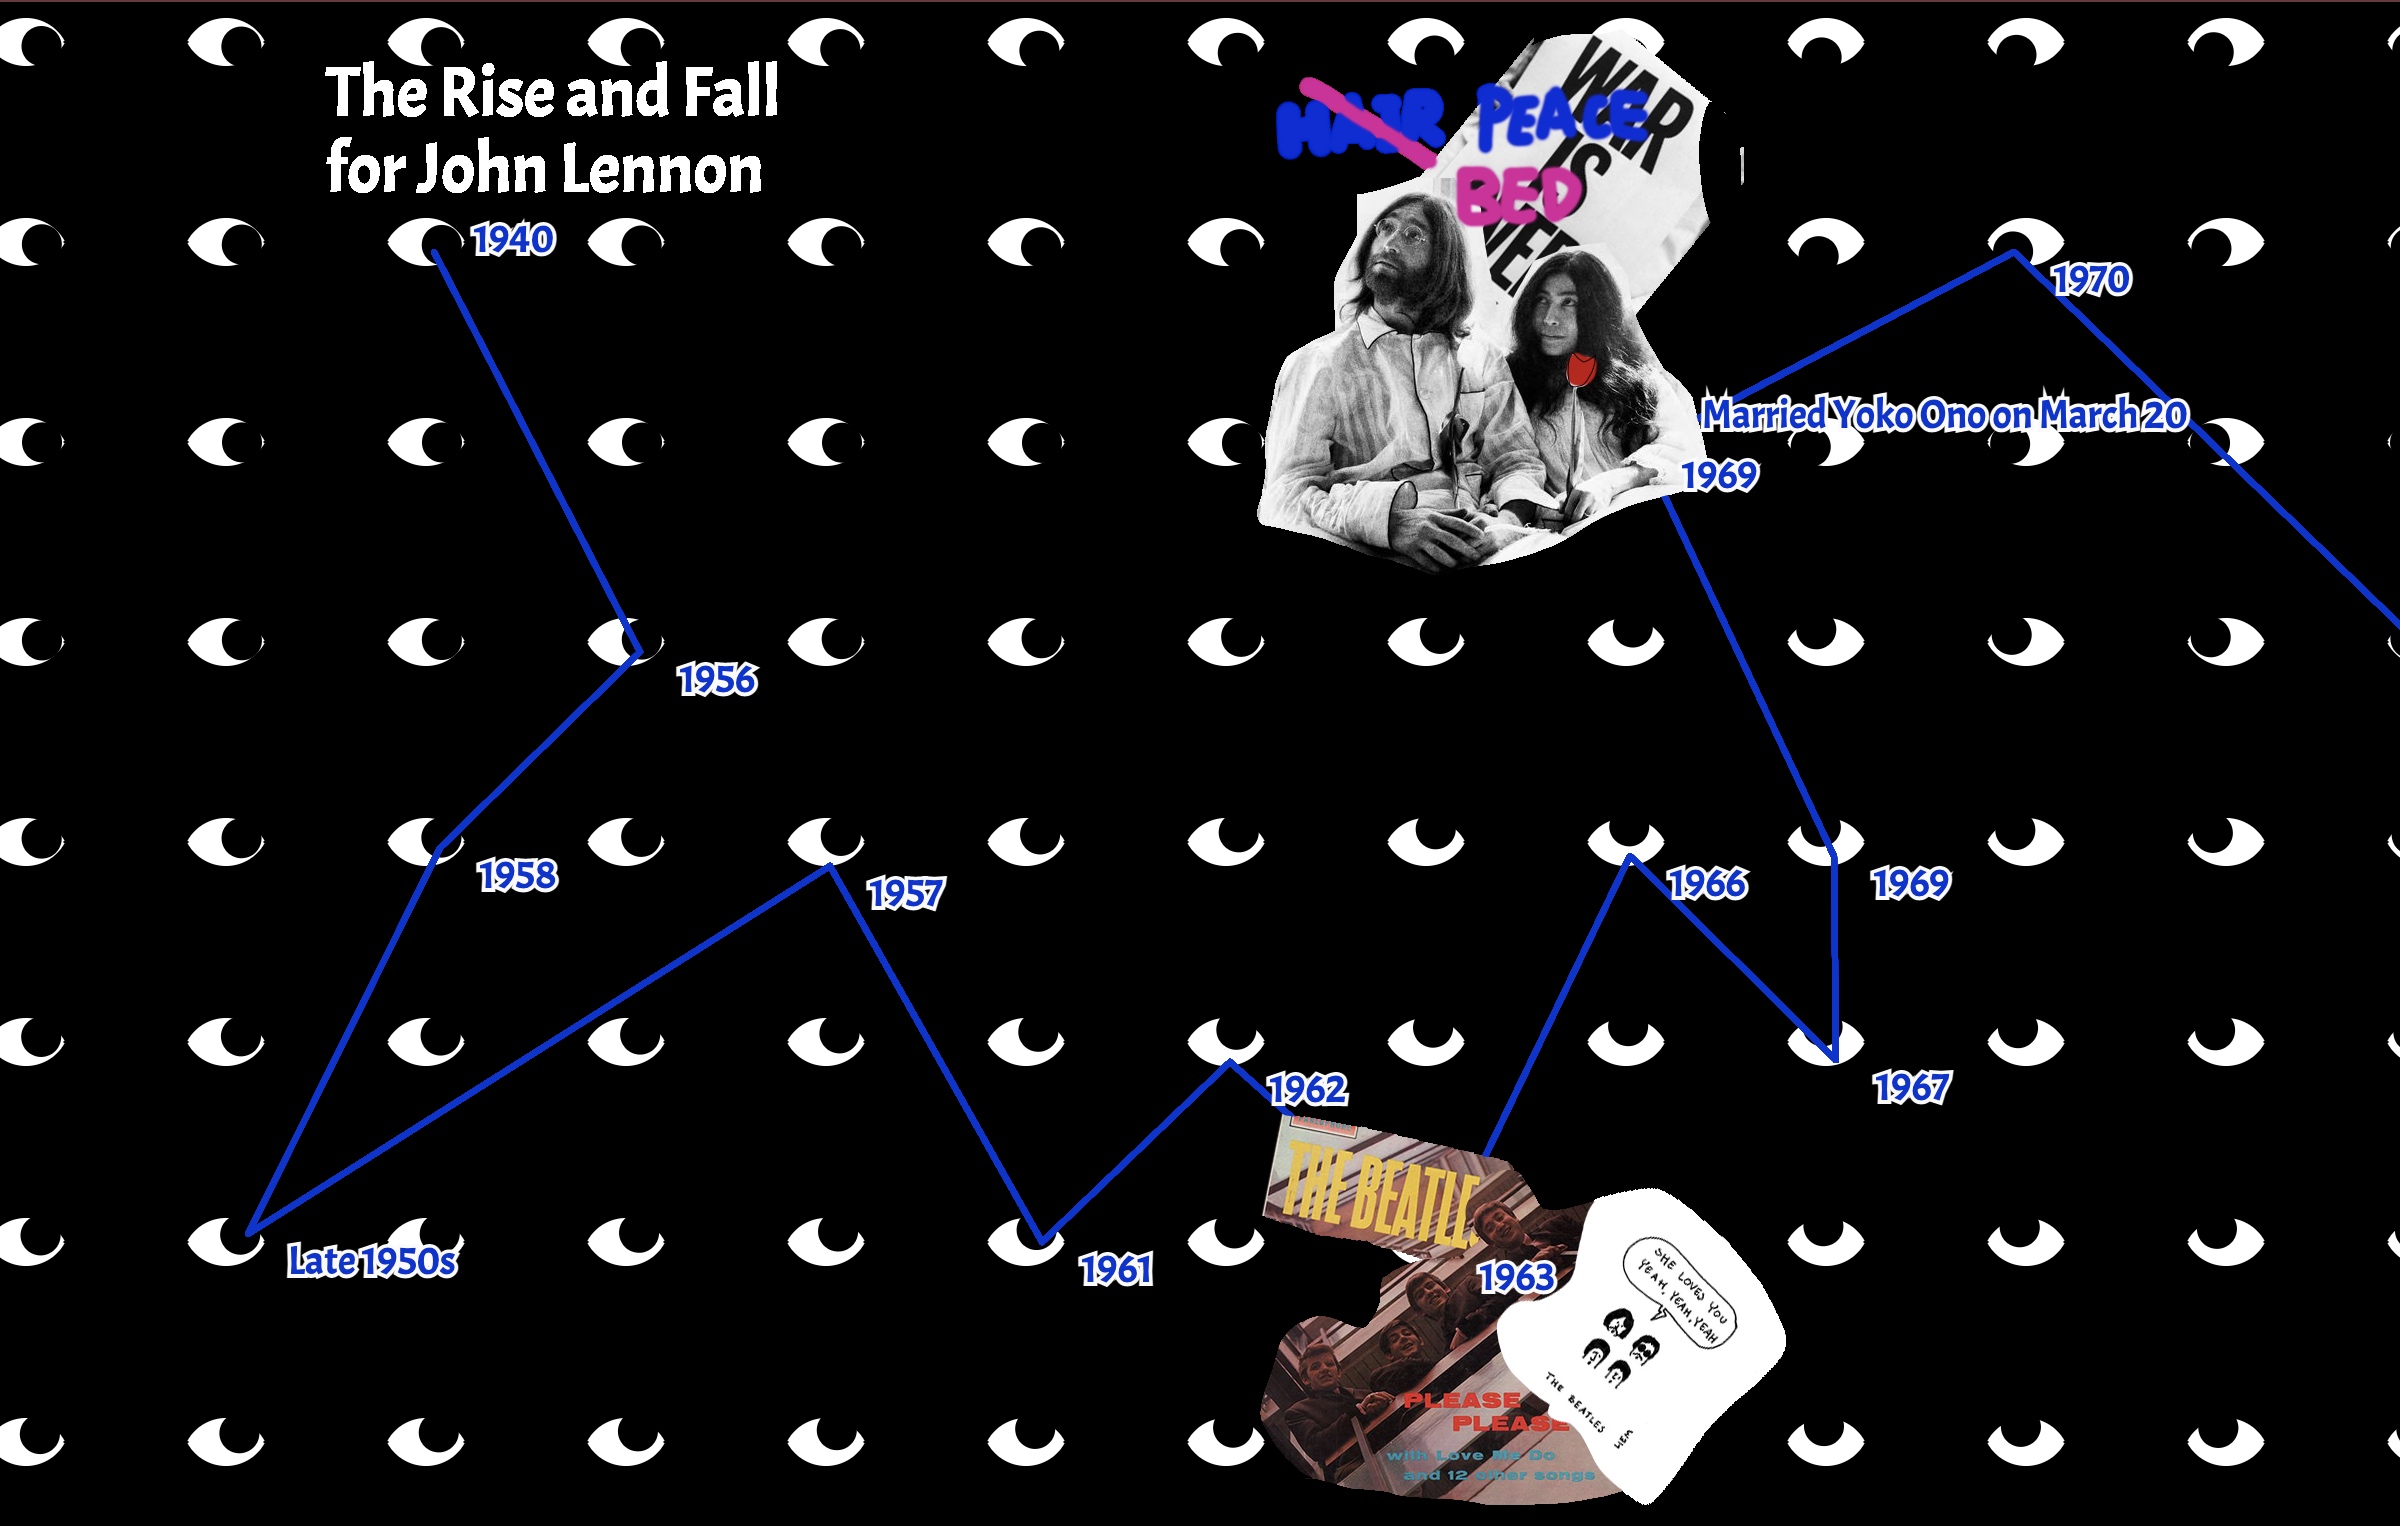 The Rise and Fall
for John Lennon
1940
1956
1958
Late 1950s
1957
1961
1962
THE BEATLE
1963
PLEASE
PLEASE
with Love Me Do
and 12 other songs
SHE LOVES YOU
YEAH, YEAH, YEAH
THE BEATLES
1966
1967
1969
HAIR PEACE
BED
WAR
IS
1969
Married Yoko Ono on March 20
1970